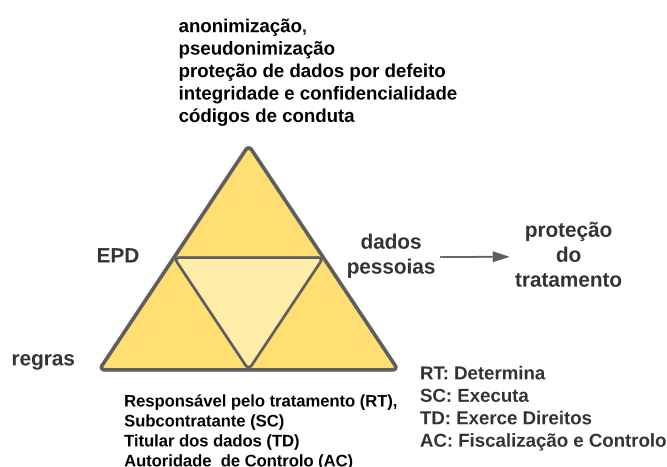 anonimização,
pseudonimização
proteção de dados por defeito
integridade e confidencialidade
códigos de conduta
EPD
dados
pessoias
proteção
do
tratamento
regras
Responsável pelo tratamento (RT),
Subcontratante (SC)
Titular dos dados (TD)
Autoridade de Controlo (AC)
RT: Determina
SC: Executa
TD: Exerce Direitos
AC: Fiscalização e Controlo